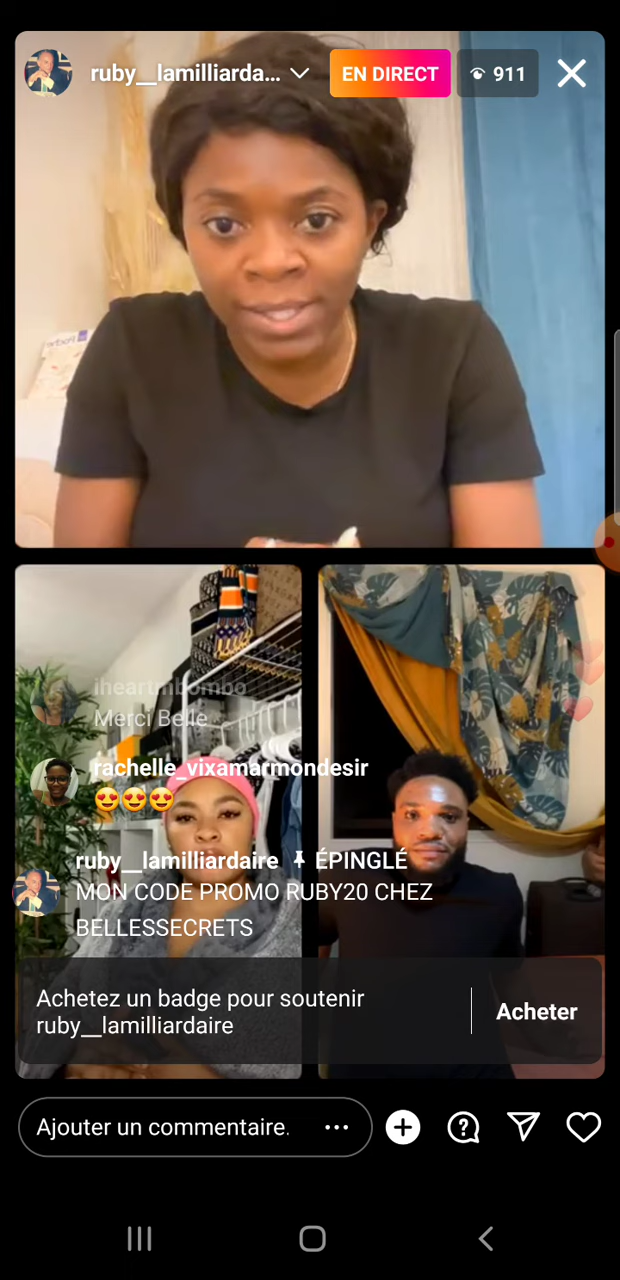 ruby__lamilliarda...
EN DIRECT
911
iheartmbombo
Merci Belle
rachelle_vixamarmondesir
😍😍😍
ruby__lamilliardaire ÉPINGLÉ
MON CODE PROMO RUBY20 CHEZ
BELLESSECRETS
Achetez un badge pour soutenir
ruby__lamilliardaire
Acheter
Ajouter un commentaire.